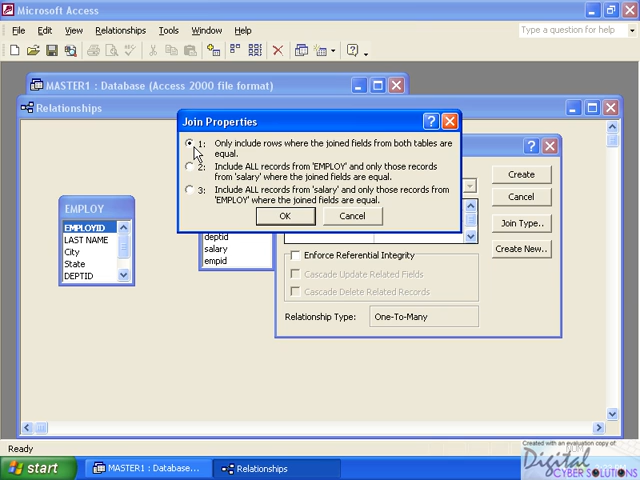 Microsoft Access
File Edit View Relationships Tools Window Help
Type a question for help
MASTER1 : Database (Access 2000 file format)
Relationships
Join Properties
1: Only include rows where the joined fields from both tables are
equal.
2: Include ALL records from 'EMPLOY' and only those records
from 'salary' where the joined fields are equal.
3: Include ALL records from 'salary' and only those records from
'EMPLOY' where the joined fields are equal.
OK
Cancel
Create
Cancel
Join Type..
Create New..
EMPLOY
EMPLOYID
LAST NAME
City
State
DEPTID
deptid
salary
empid
Enforce Referential Integrity
Cascade Update Related Fields
Cascade Delete Related Records
Relationship Type:
One-To-Many
Ready
NUM
Created with an evaluation copy of
Digital
CYBER SOLUTIONS
start
MASTER1 : Database...
Relationships